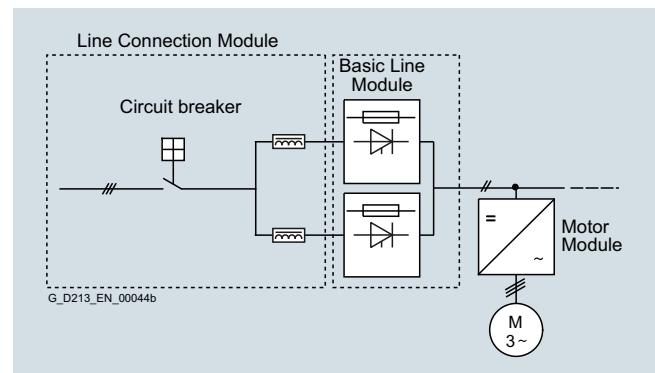 Line Connection Module
Basic Line
Module
Circuit breaker
=
~
Motor
Module
G_D213_EN_00044b
M
3~